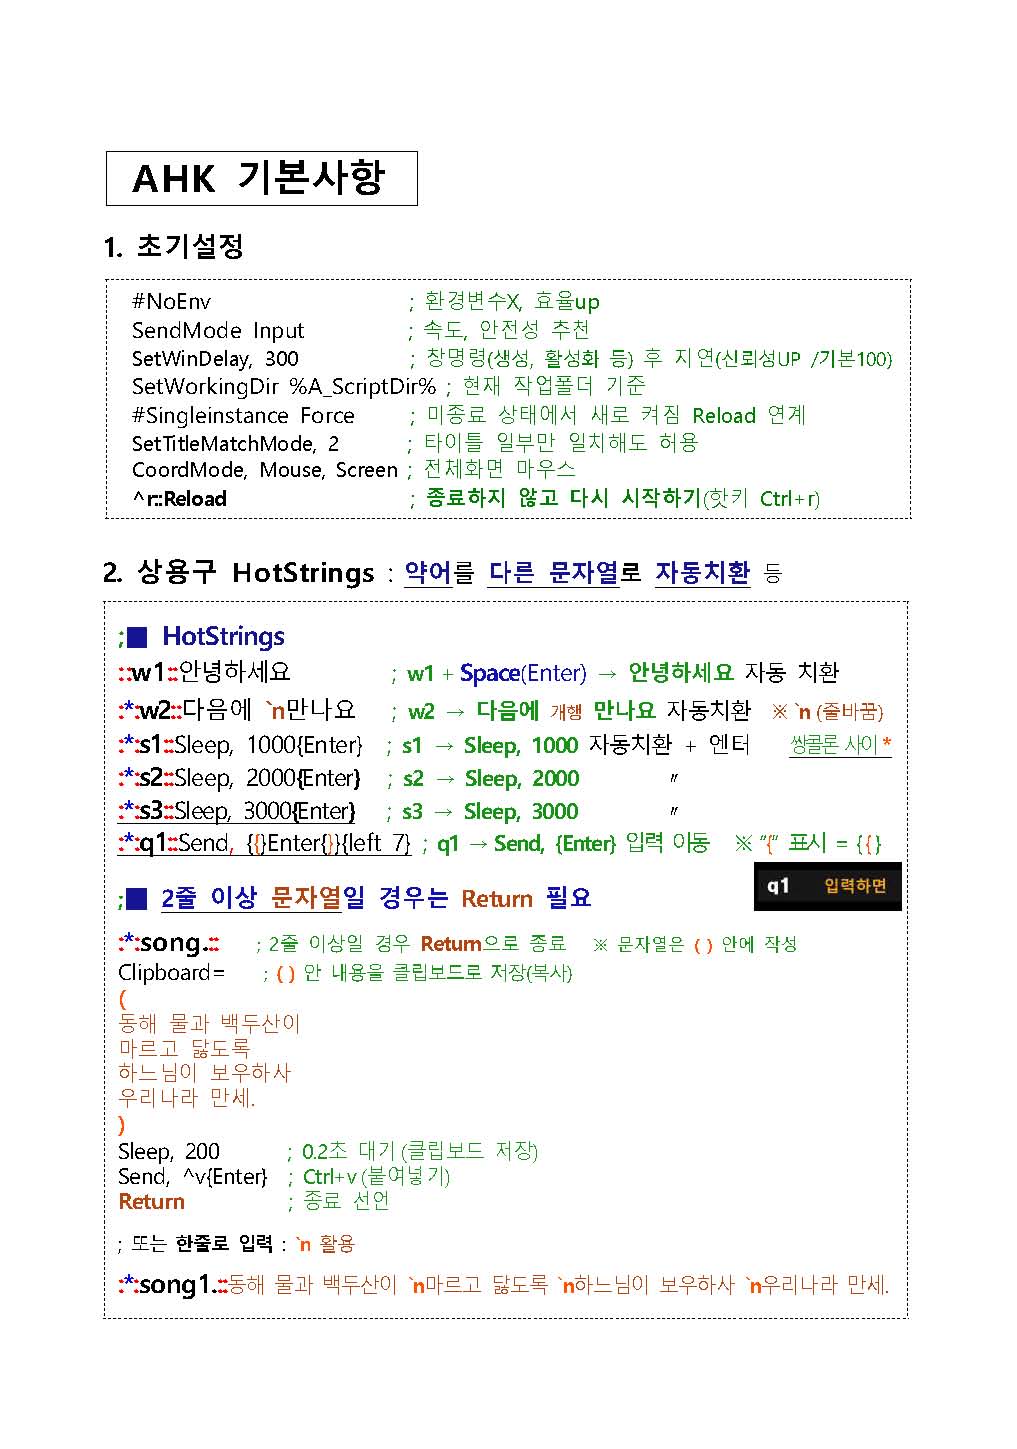 AHK 기본사항
1. 초기설정
#NoEnv ; 환경변수X, 효율up
SendMode Input ; 속도, 안전성 추천
SetWinDelay, 300 ; 창명령(생성, 활성화 등) 후 지연(신뢰성UP /기본100)
SetWorkingDir %A_ScriptDir% ; 현재 작업폴더 기준
#Singleinstance Force ; 미종료 상태에서 새로 켜짐 Reload 연계
SetTitleMatchMode, 2 ; 타이틀 일부만 일치해도 허용
CoordMode, Mouse, Screen ; 전체화면 마우스
^r::Reload ; 종료하지 않고 다시 시작하기(핫키 Ctrl+r)
2. 상용구 HotStrings : 약어를 다른 문자열로 자동치환 등
;■ HotStrings
::w1::안녕하세요 ; w1 + Space(Enter) → 안녕하세요 자동 치환
:*:w2::다음에 `n만나요 ; w2 → 다음에 개행 만나요 자동치환 ※ `n (줄바꿈)
:*:s1::Sleep, 1000{Enter} ; s1 → Sleep, 1000 자동치환 + 엔터 쌍콜론 사이 *
:*:s2::Sleep, 2000{Enter} ; s2 → Sleep, 2000 〃
:*:s3::Sleep, 3000{Enter} ; s3 → Sleep, 3000 〃
:*:q1::Send, {{}Enter{}}{left 7} ; q1 → Send, {Enter} 입력 이동 ※ "{" 표시 = {{}
q1 입력하면
;■ 2줄 이상 문자열일 경우는 Return 필요
:*:song.:: ; 2줄 이상일 경우 Return으로 종료 ※ 문자열은 ( ) 안에 작성
Clipboard= ; ( ) 안 내용을 클립보드로 저장(복사)
(
동해 물과 백두산이
마르고 닳도록
하느님이 보우하사
우리나라 만세.
)
Sleep, 200 ; 0.2초 대기 (클립보드 저장)
Send, ^v{Enter} ; Ctrl+v (붙여넣기)
Return ; 종료 선언
; 또는 한줄로 입력 : `n 활용
:*:song1.::동해 물과 백두산이 `n마르고 닳도록 `n하느님이 보우하사 `n우리나라 만세.